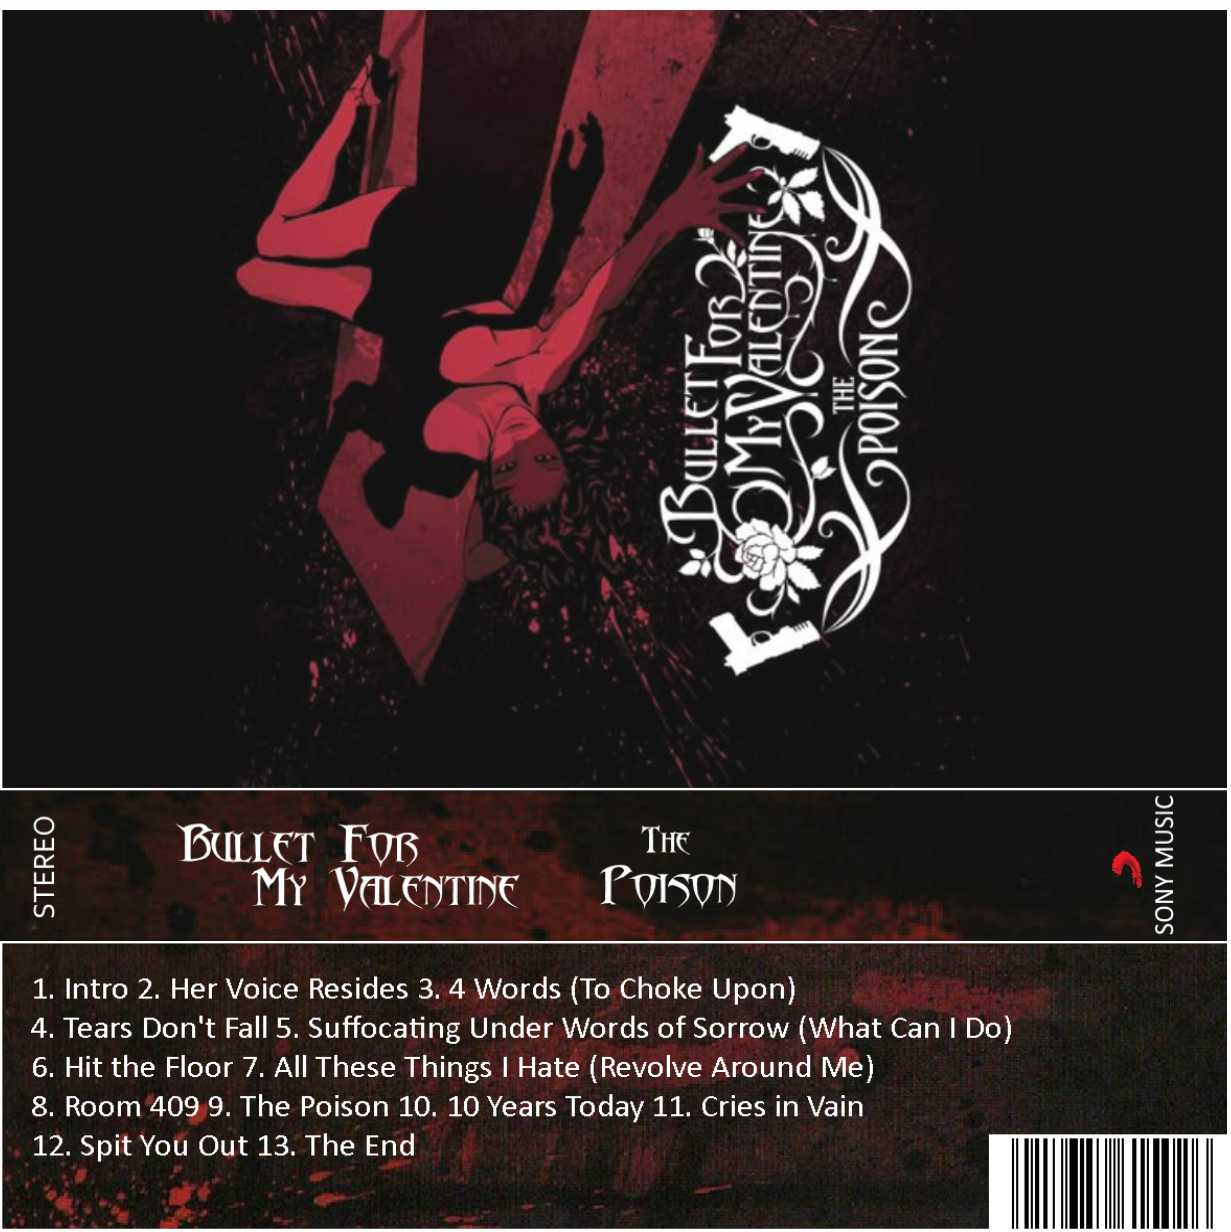 BULLET FOR
MY VALENTINE
THE
POISON
STEREO
BULLET FOR
MY VALENTINE
THE
POISON
SONY MUSIC
1. Intro 2. Her Voice Resides 3. 4 Words (To Choke Upon)
4. Tears Don't Fall 5. Suffocating Under Words of Sorrow (What Can I Do)
6. Hit the Floor 7. All These Things I Hate (Revolve Around Me)
8. Room 409 9. The Poison 10. 10 Years Today 11. Cries in Vain
12. Spit You Out 13. The End